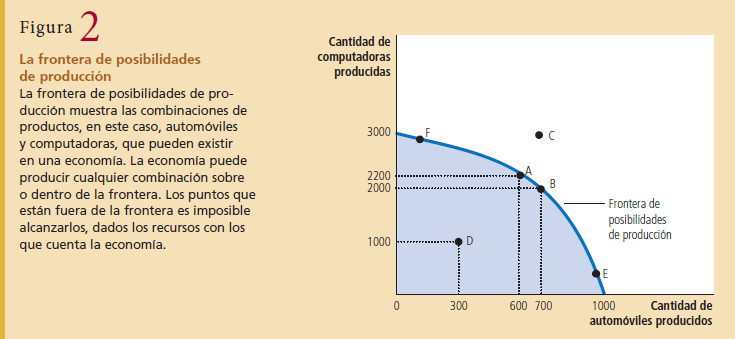 Figura 2
La frontera de posibilidades
de producción
La frontera de posibilidades de pro-
ducción muestra las combinaciones de
productos, en este caso, automóviles
y computadoras, que pueden existir
en una economía. La economía puede
producir cualquier combinación sobre
o dentro de la frontera. Los puntos que
están fuera de la frontera es imposible
alcanzarlos, dados los recursos con los
que cuenta la economía.
Cantidad de
computadoras
producidas
3000
F
C
2200
A
2000
B
Frontera de
posibilidades
de producción
1000
D
E
0
300
600
700
1000
Cantidad de
automóviles producidos